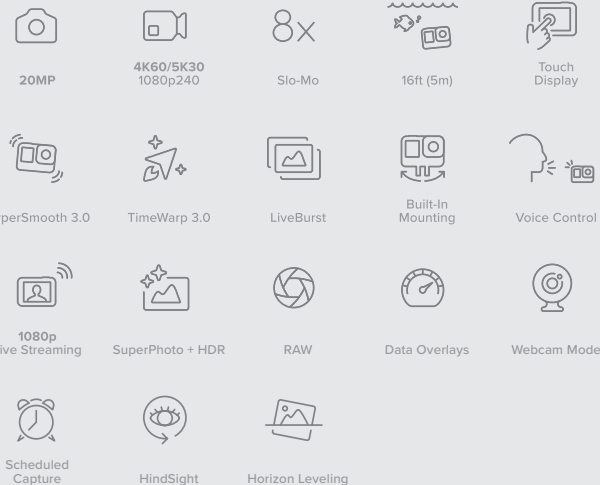 8x
20MP
4K60/5K30
1080p240
Slo-Mo
16ft (5m)
Touch
Display
perSmooth 3.0
TimeWarp 3.0
LiveBurst
Built-In
Mounting
Voice Control
1080p
ive Streaming
SuperPhoto + HDR
RAW
Data Overlays
Webcam Mode
Scheduled
Capture
HindSight
Horizon Leveling